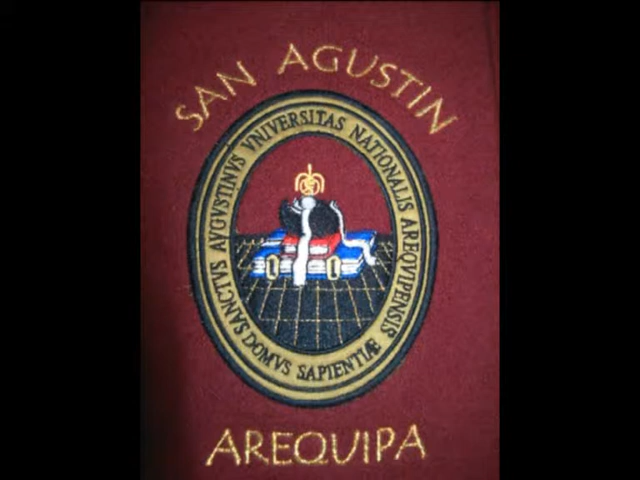 SAN AGUSTIN
SANCTVS AVGVSTINVS VNIVERSITAS NATIONALIS AREQVIPENSIS
DOMVS SAPIENTIÆ
AREQUIPA